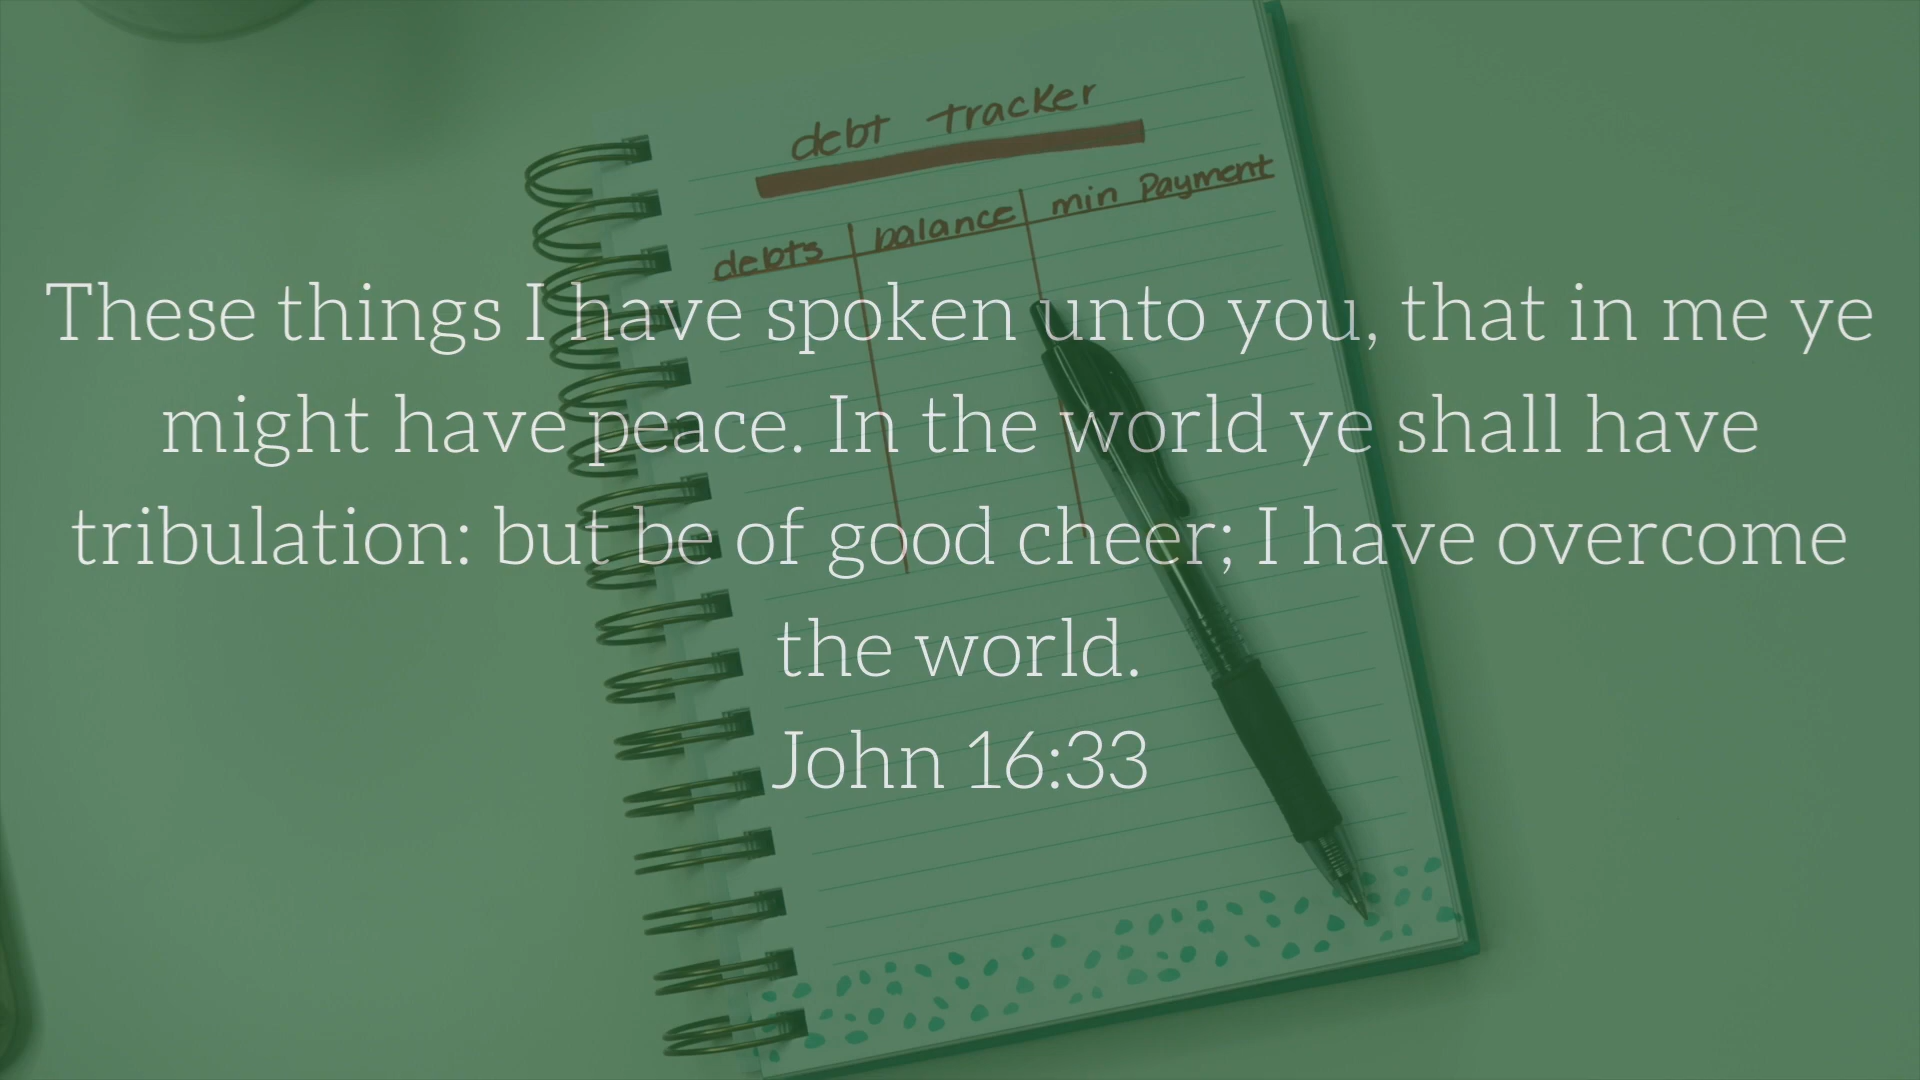 debt tracker
debts balance min payment
These things I have spoken unto you, that in me ye
might have peace. In the world ye shall have
tribulation: but be of good cheer; I have overcome
the world.
John 16:33